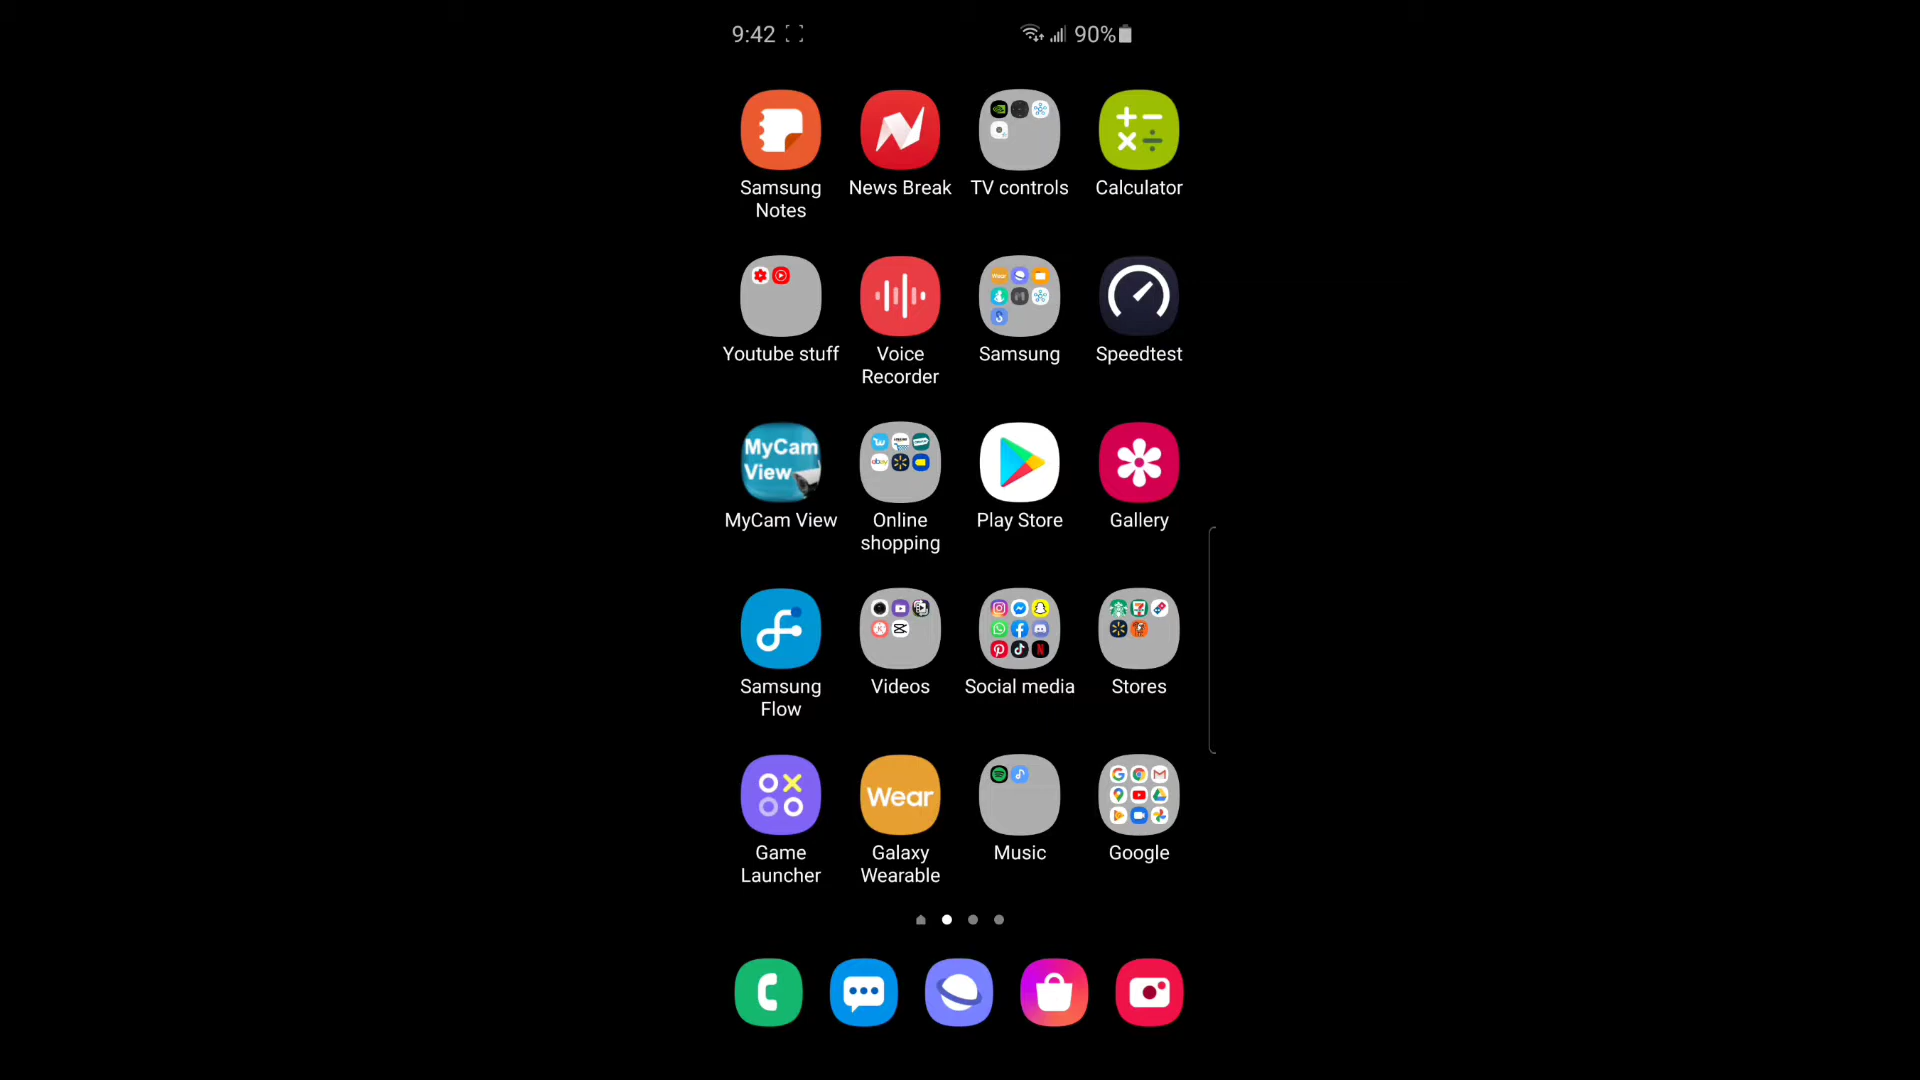 9:42 90%
Samsung
Notes
News Break
TV controls
Calculator
Youtube stuff
Voice
Recorder
Wear
Samsung
Speedtest
MyCam
View
MyCam View
ebay
Online
shopping
Play Store
Gallery
Samsung
Flow
Videos
Social media
Stores
Game
Launcher
Wear
Galaxy
Wearable
Music
Google